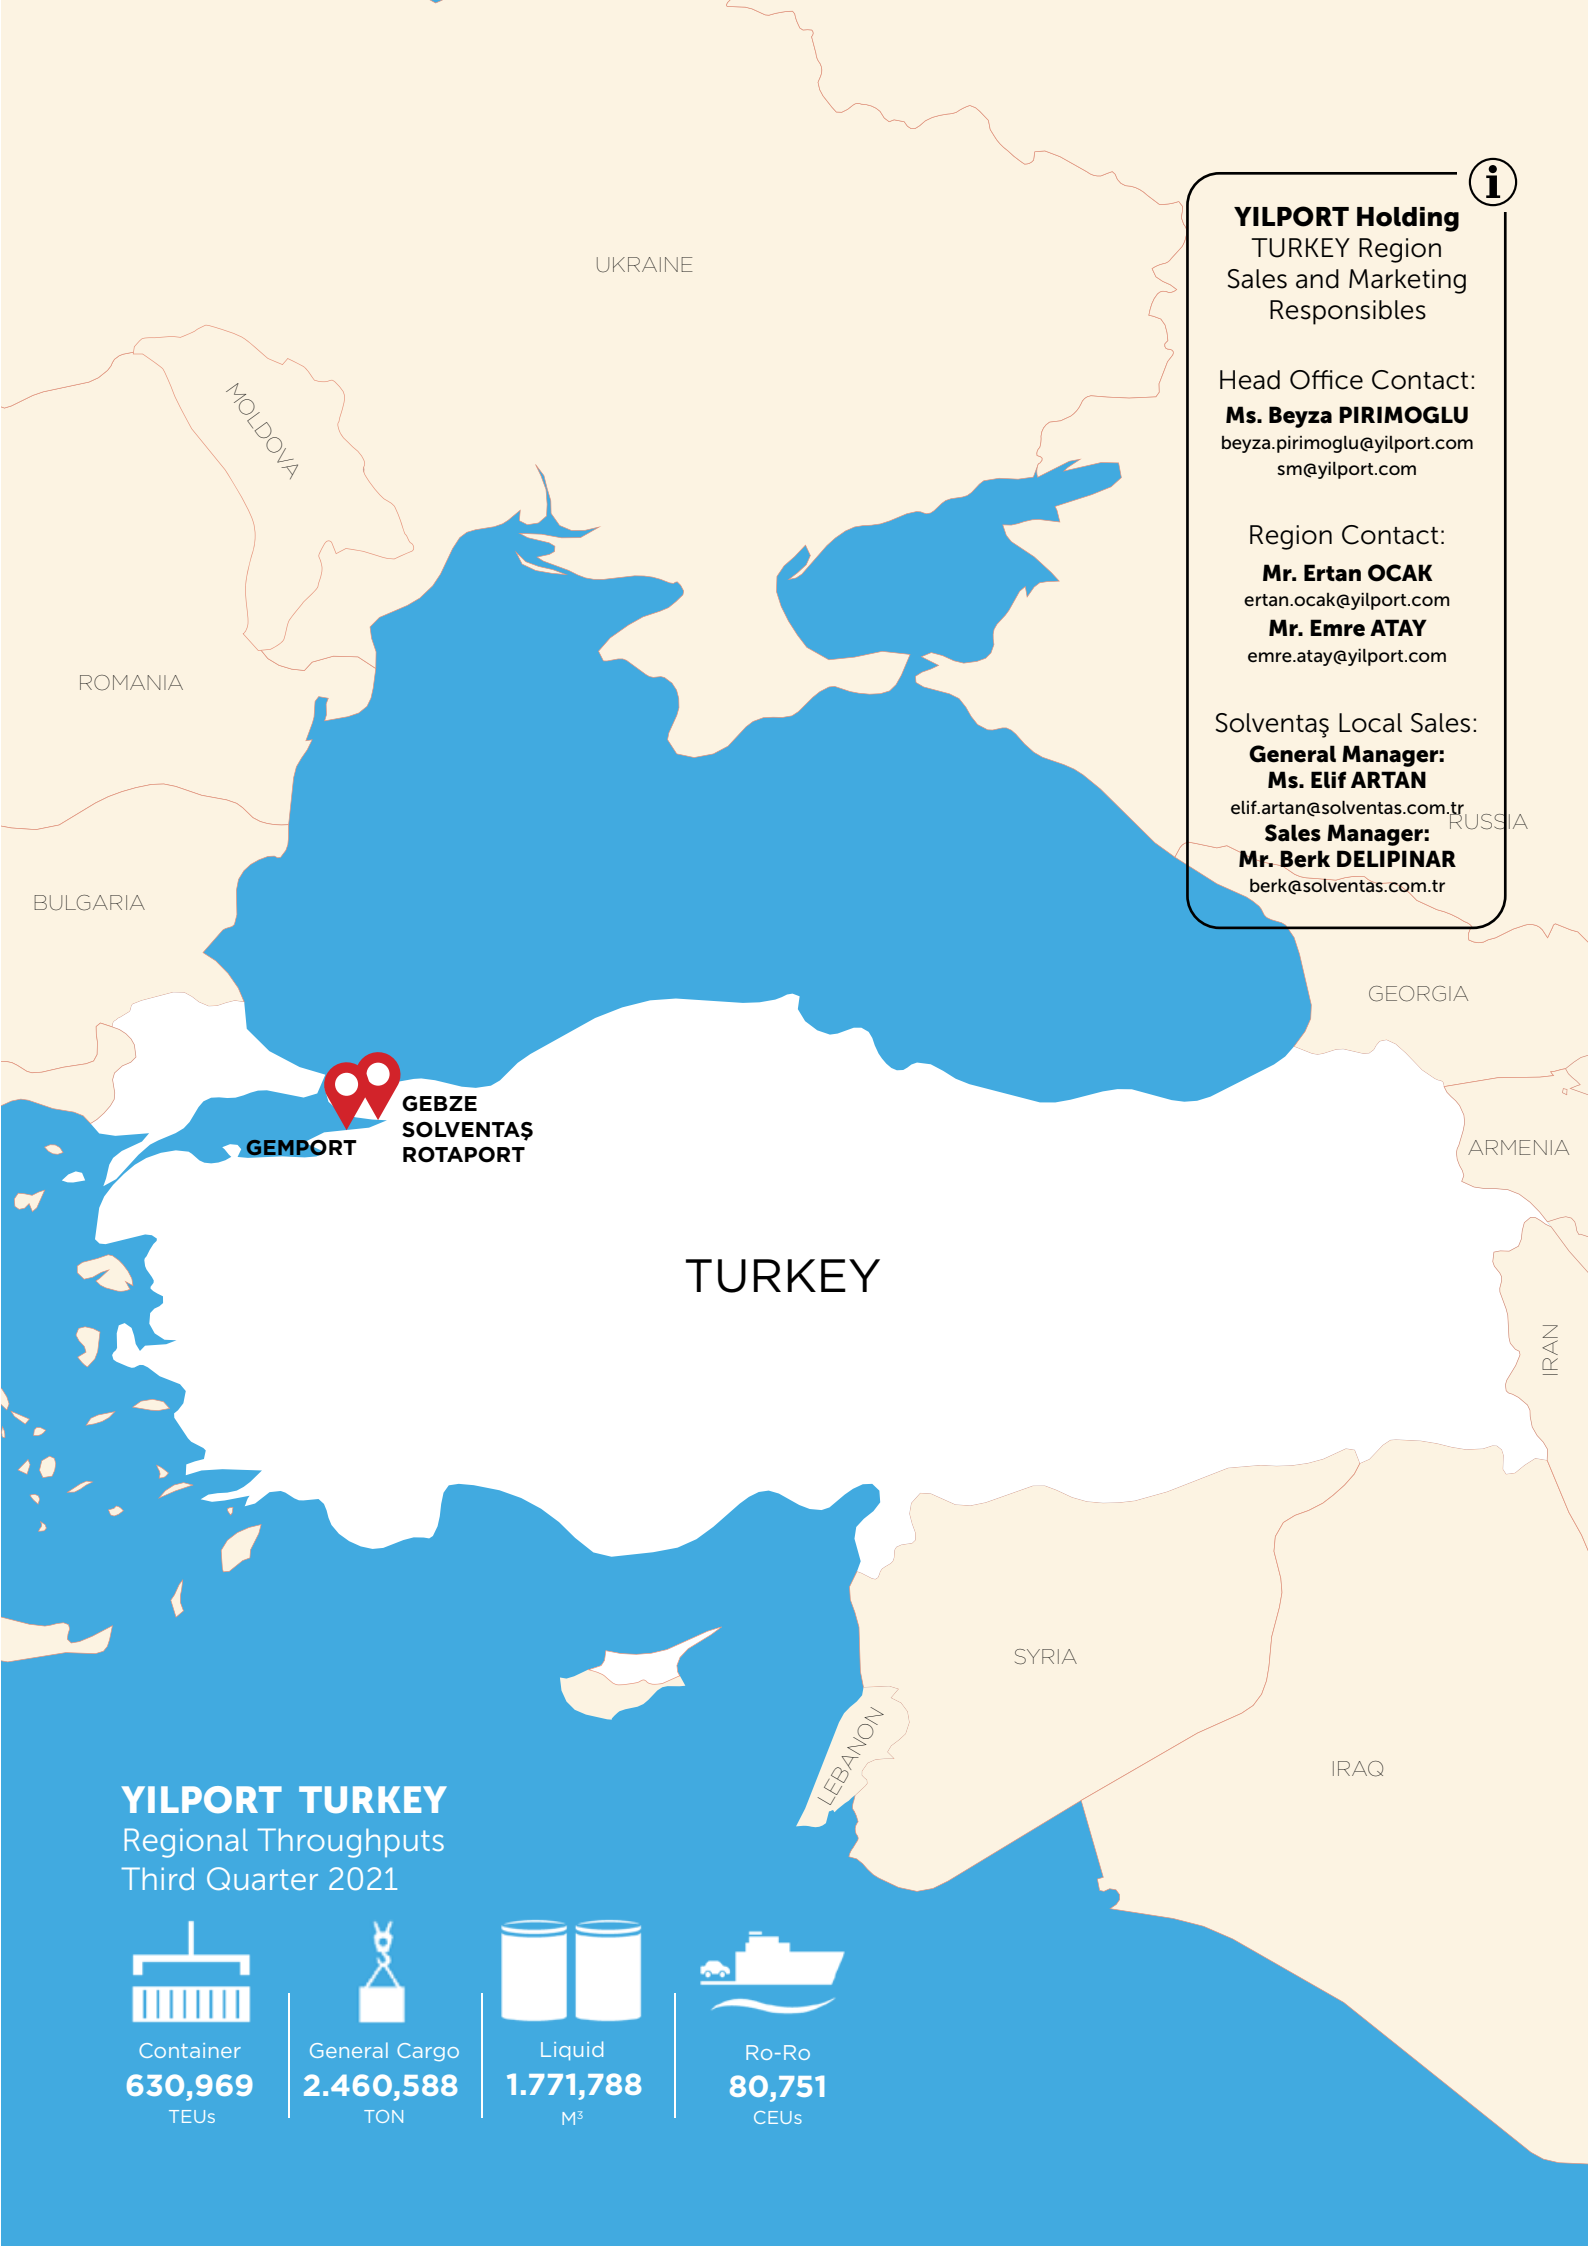 UKRAINE
MOLDOVA
ROMANIA
BULGARIA
RUSSIA
GEORGIA
ARMENIA
IRAN
IRAQ
SYRIA
LEBANON
TURKEY
GEMPORT
GEBZE
SOLVENTAŞ
ROTAPORT
i
YILPORT Holding
TURKEY Region
Sales and Marketing
Responsibles
Head Office Contact:
Ms. Beyza PIRIMOGLU
beyza.pirimoglu@yilport.com
sm@yilport.com
Region Contact:
Mr. Ertan OCAK
ertan.ocak@yilport.com
Mr. Emre ATAY
emre.atay@yilport.com
Solventaş Local Sales:
General Manager:
Ms. Elif ARTAN
elif.artan@solventas.com.tr
Sales Manager:
Mr. Berk DELIPINAR
berk@solventas.com.tr
YILPORT TURKEY
Regional Throughputs
Third Quarter 2021
Container
630,969
TEUs
General Cargo
2.460,588
TON
Liquid
1.771,788
M³
Ro-Ro
80,751
CEUs